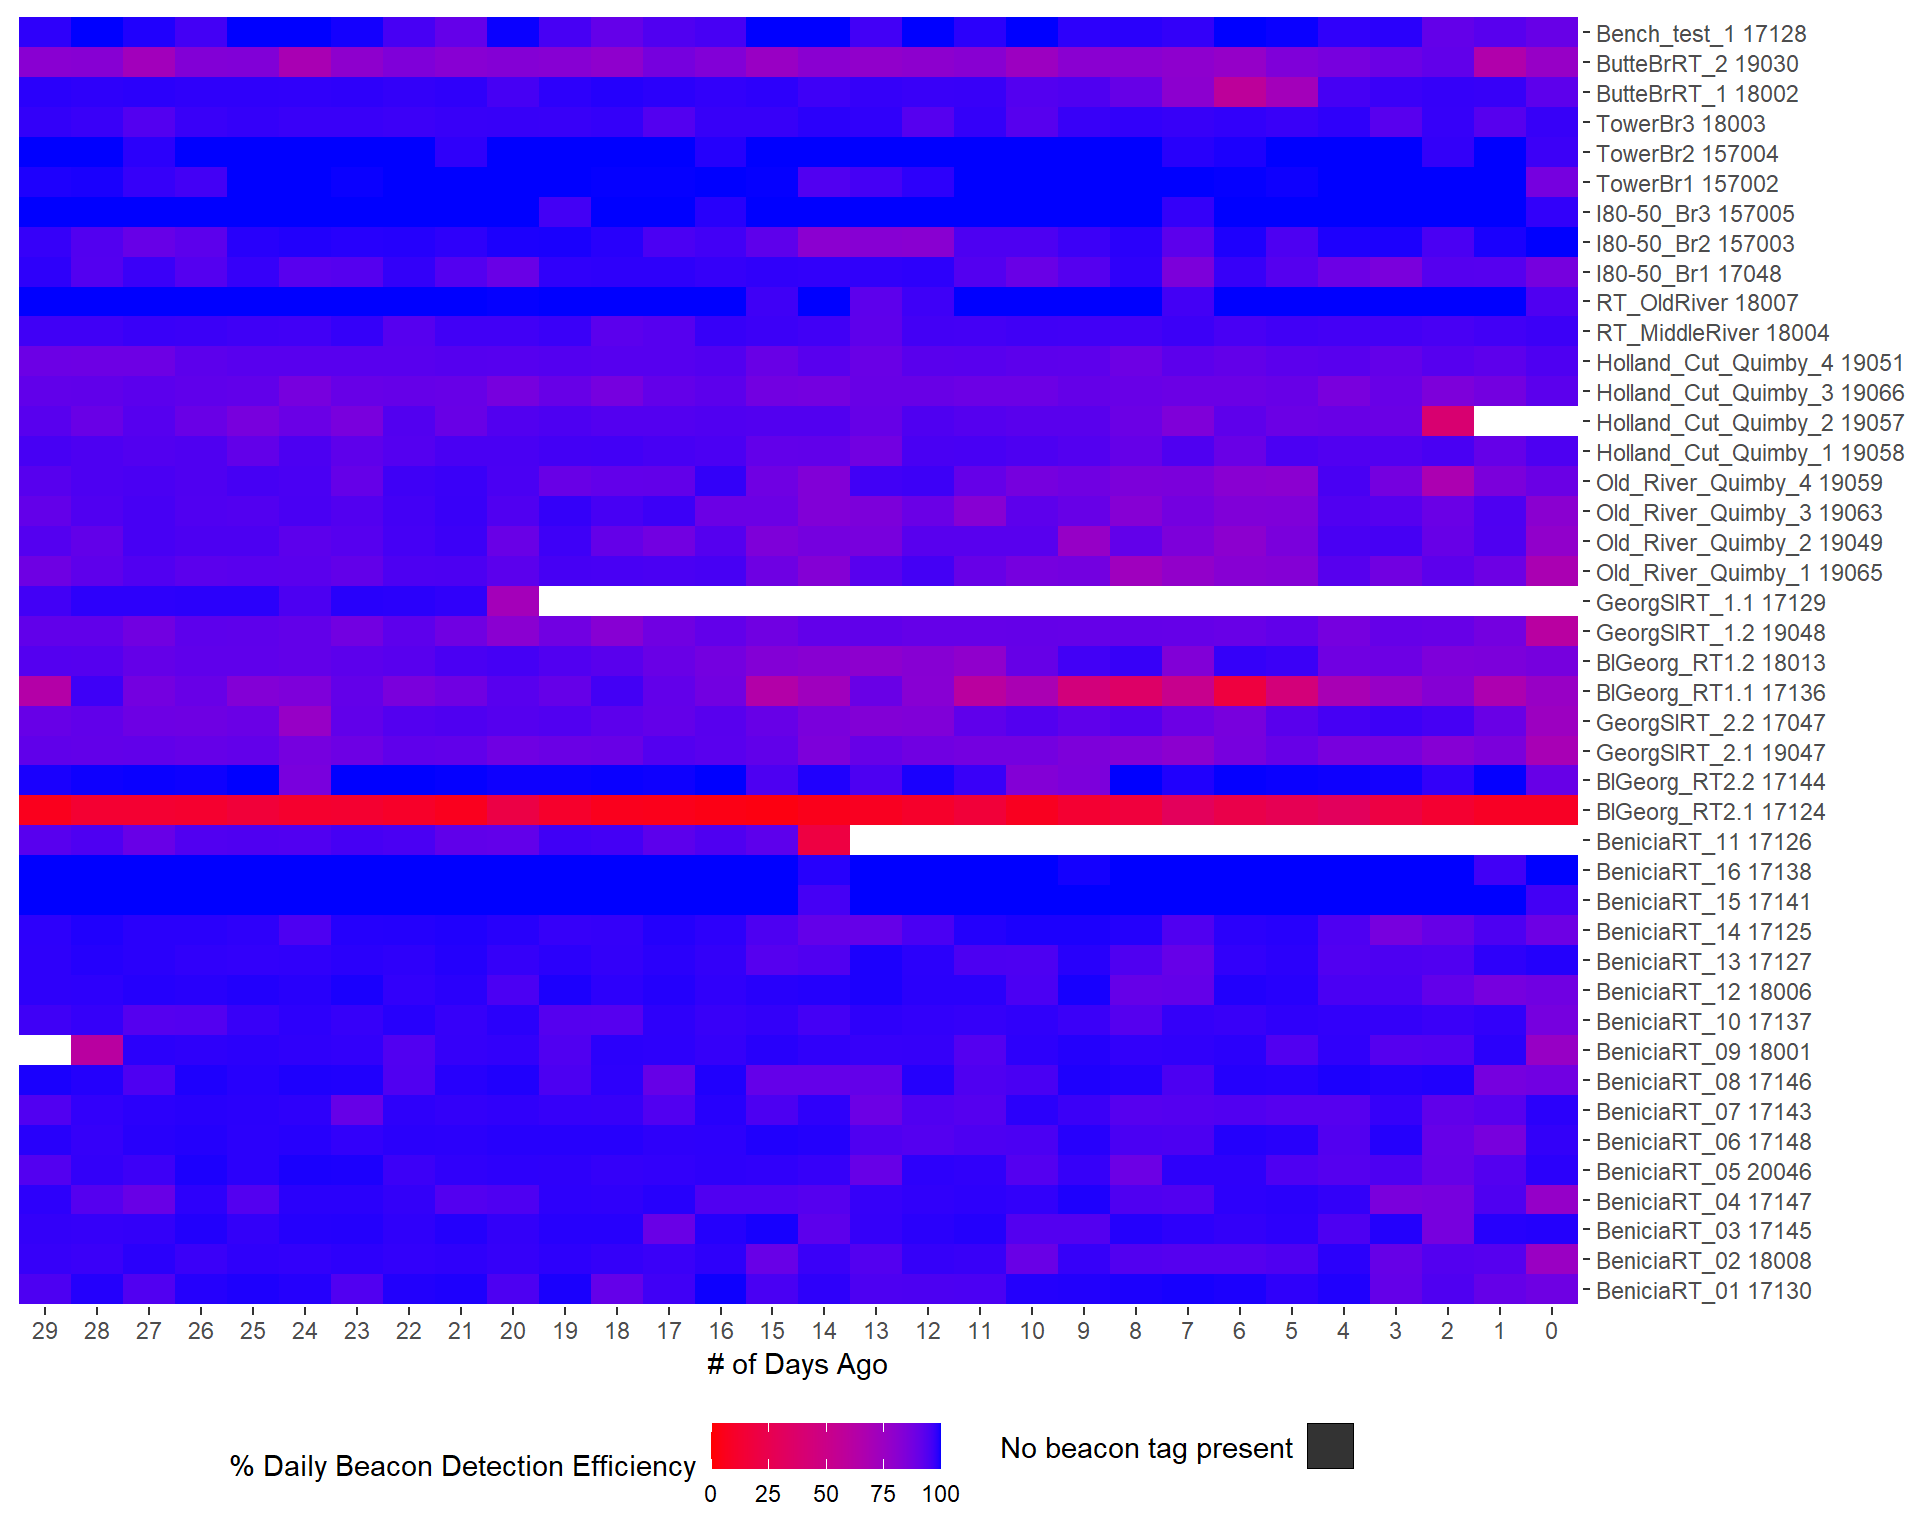 Bench_test_1 17128
ButteBrRT_2 19030
ButteBrRT_1 18002
TowerBr3 18003
TowerBr2 157004
TowerBr1 157002
I80-50_Br3 157005
I80-50_Br2 157003
I80-50_Br1 17048
RT_OldRiver 18007
RT_MiddleRiver 18004
Holland_Cut_Quimby_4 19051
Holland_Cut_Quimby_3 19066
Holland_Cut_Quimby_2 19057
Holland_Cut_Quimby_1 19058
Old_River_Quimby_4 19059
Old_River_Quimby_3 19063
Old_River_Quimby_2 19049
Old_River_Quimby_1 19065
GeorgSlRT_1.1 17129
GeorgSlRT_1.2 19048
BlGeorg_RT1.2 18013
BlGeorg_RT1.1 17136
GeorgSlRT_2.2 17047
GeorgSlRT_2.1 19047
BlGeorg_RT2.2 17144
BlGeorg_RT2.1 17124
BeniciaRT_11 17126
BeniciaRT_16 17138
BeniciaRT_15 17141
BeniciaRT_14 17125
BeniciaRT_13 17127
BeniciaRT_12 18006
BeniciaRT_10 17137
BeniciaRT_09 18001
BeniciaRT_08 17146
BeniciaRT_07 17143
BeniciaRT_06 17148
BeniciaRT_05 20046
BeniciaRT_04 17147
BeniciaRT_03 17145
BeniciaRT_02 18008
BeniciaRT_01 17130
29 28 27 26 25 24 23 22 21 20 19 18 17 16 15 14 13 12 11 10 9 8 7 6 5 4 3 2 1 0
# of Days Ago
% Daily Beacon Detection Efficiency
0 25 50 75 100
No beacon tag present